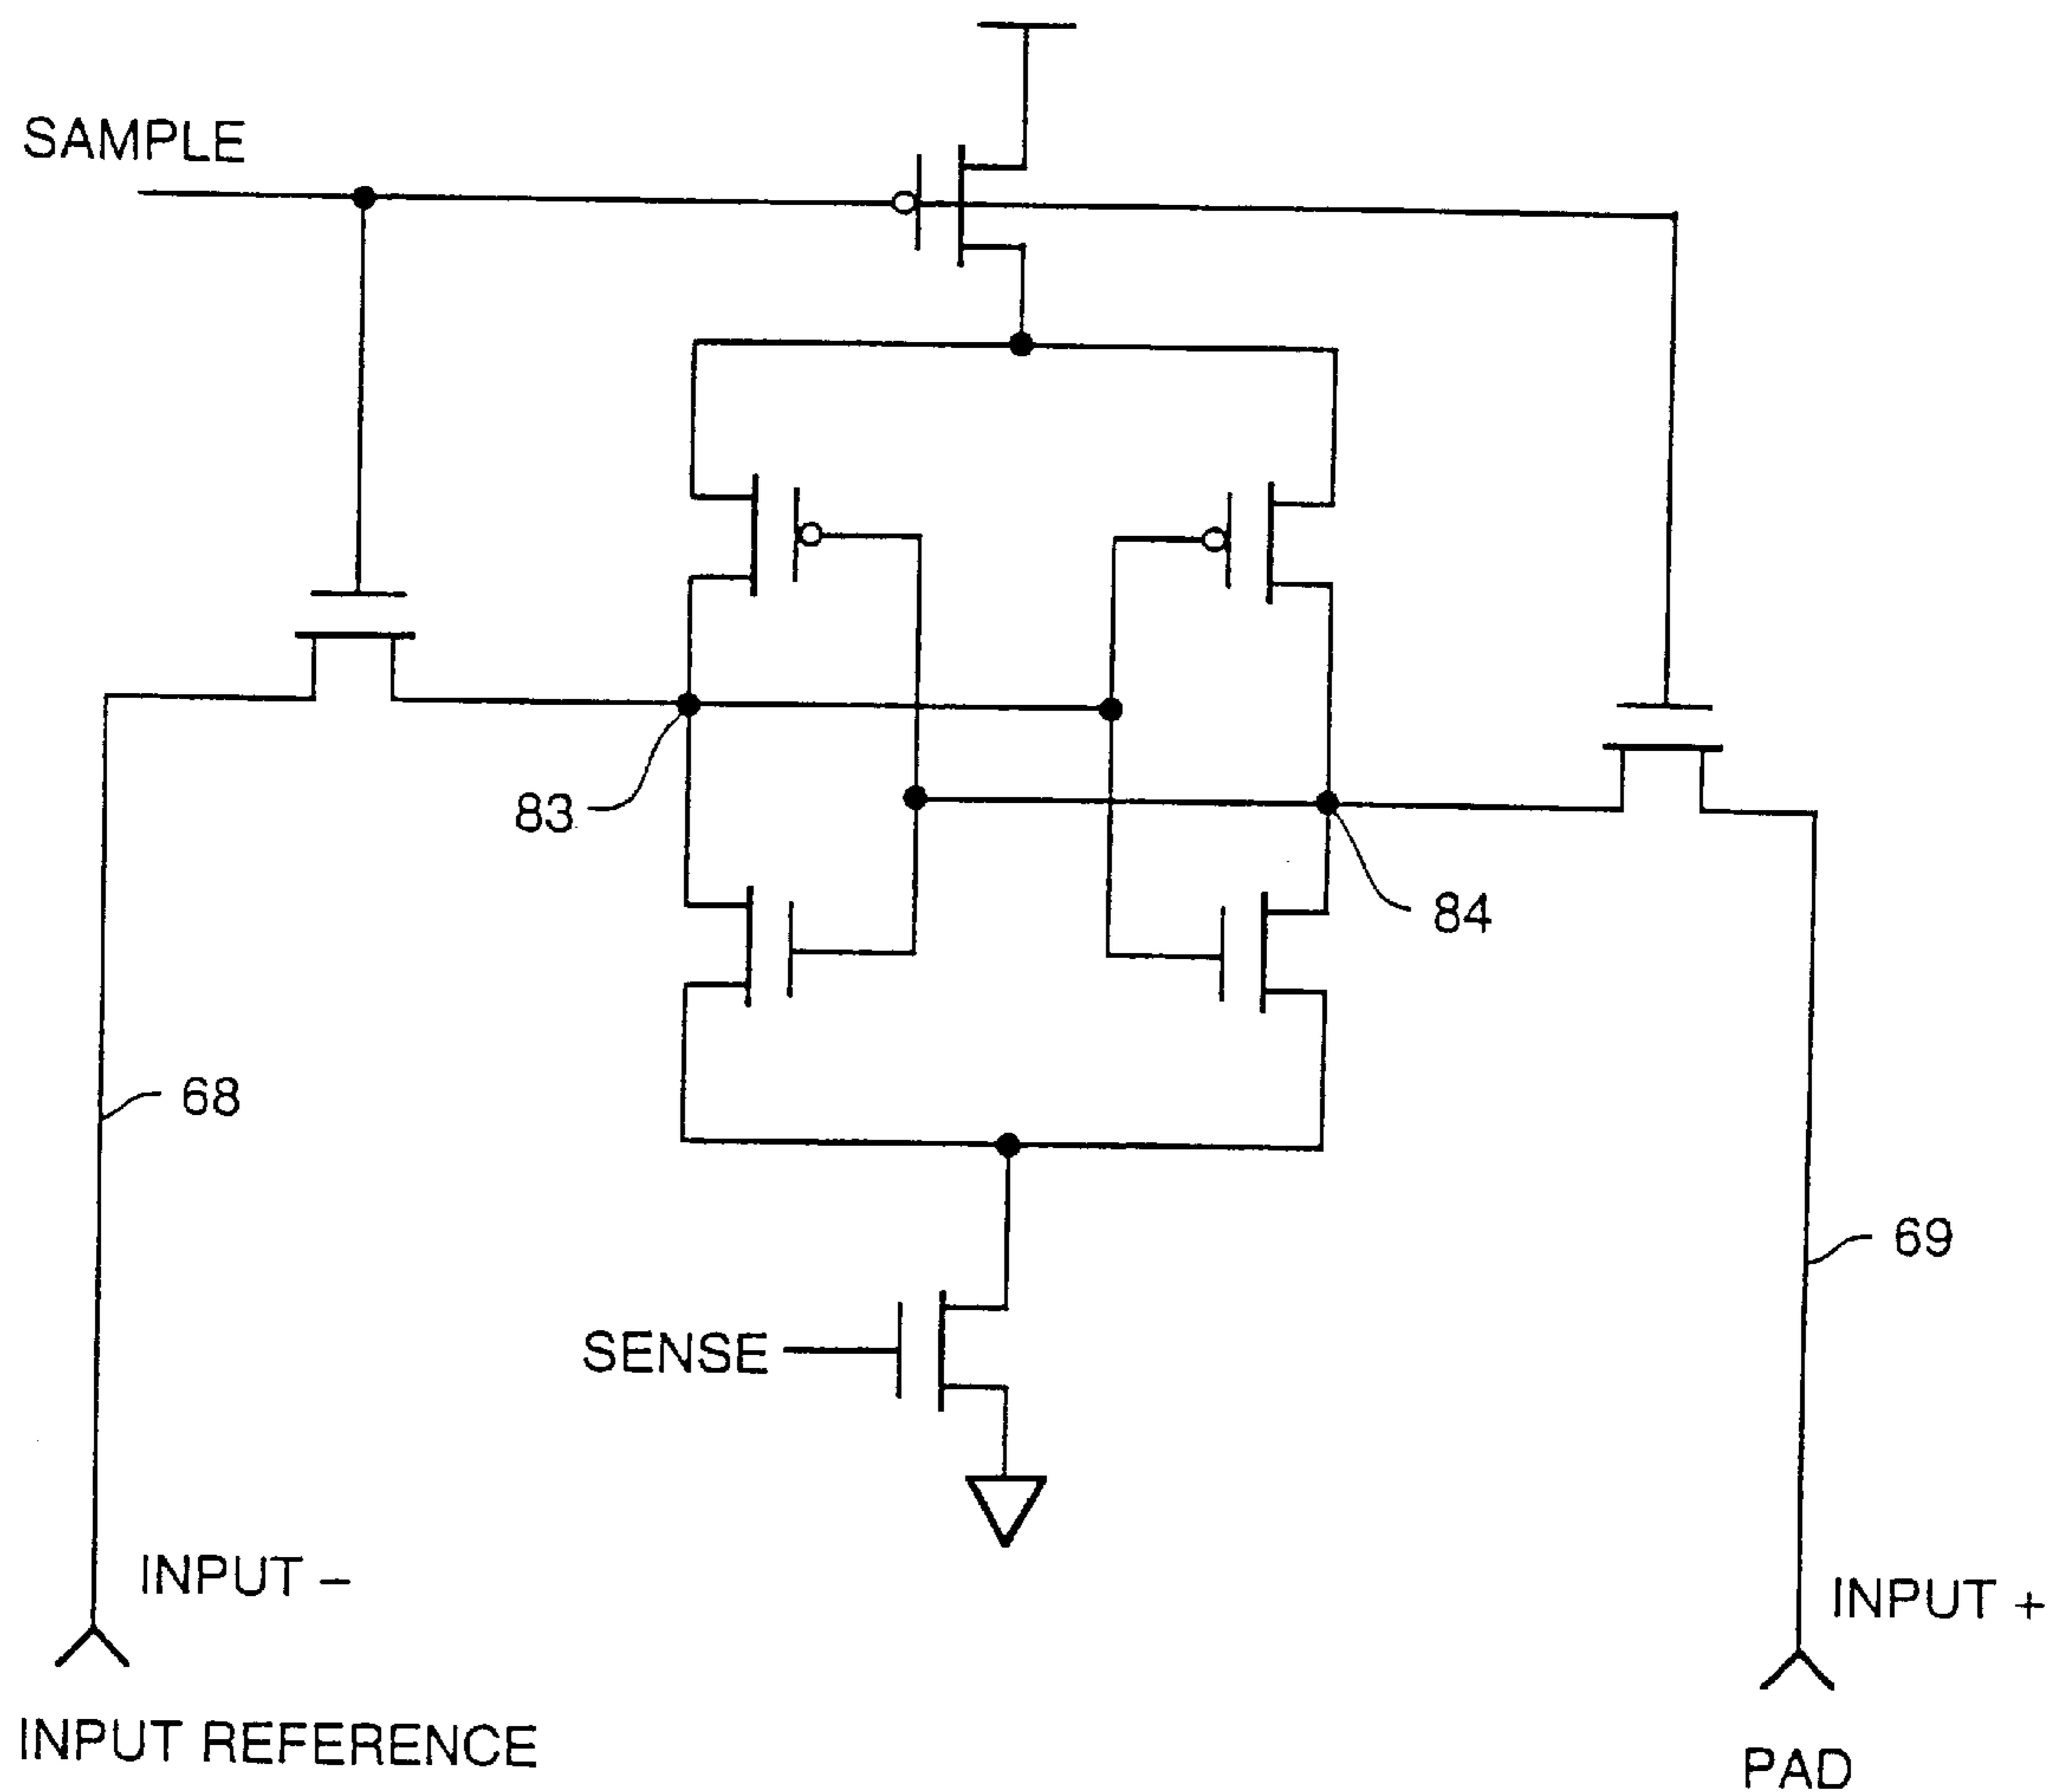 SAMPLE
83
84
68
69
SENSE
INPUT –
INPUT +
INPUT REFERENCE
PAD